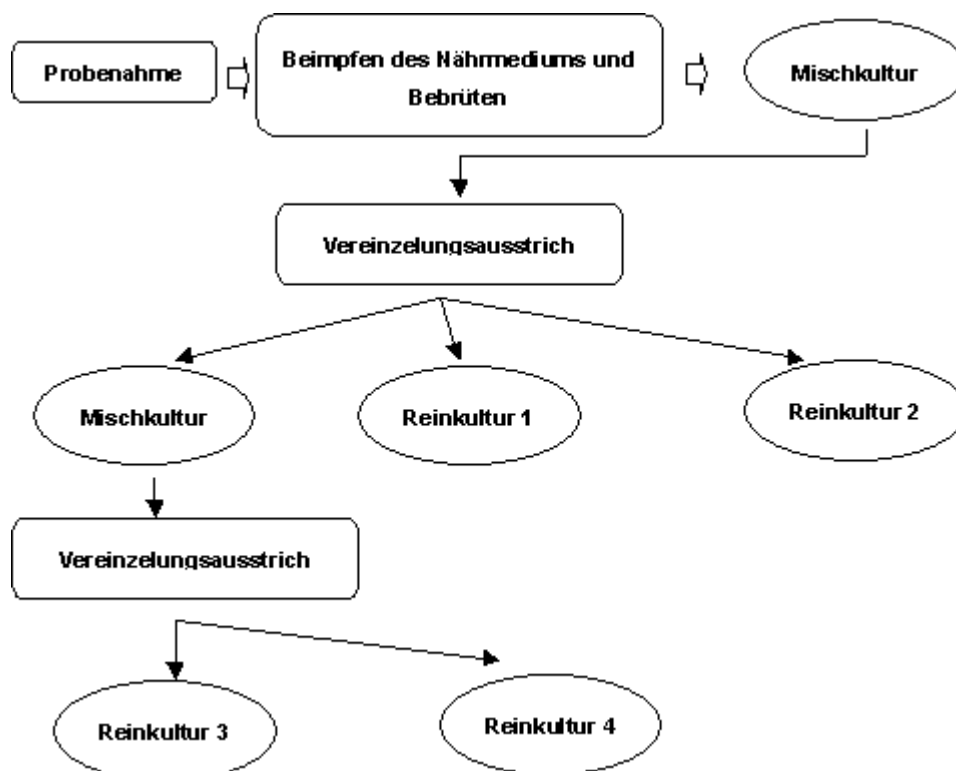 Probenahme
Beimpfen des Nährmediums und
Bebrüten
Mischkultur
Vereinzelungsausstrich
Mischkultur
Reinkultur 1
Reinkultur 2
Vereinzelungsausstrich
Reinkultur 3
Reinkultur 4